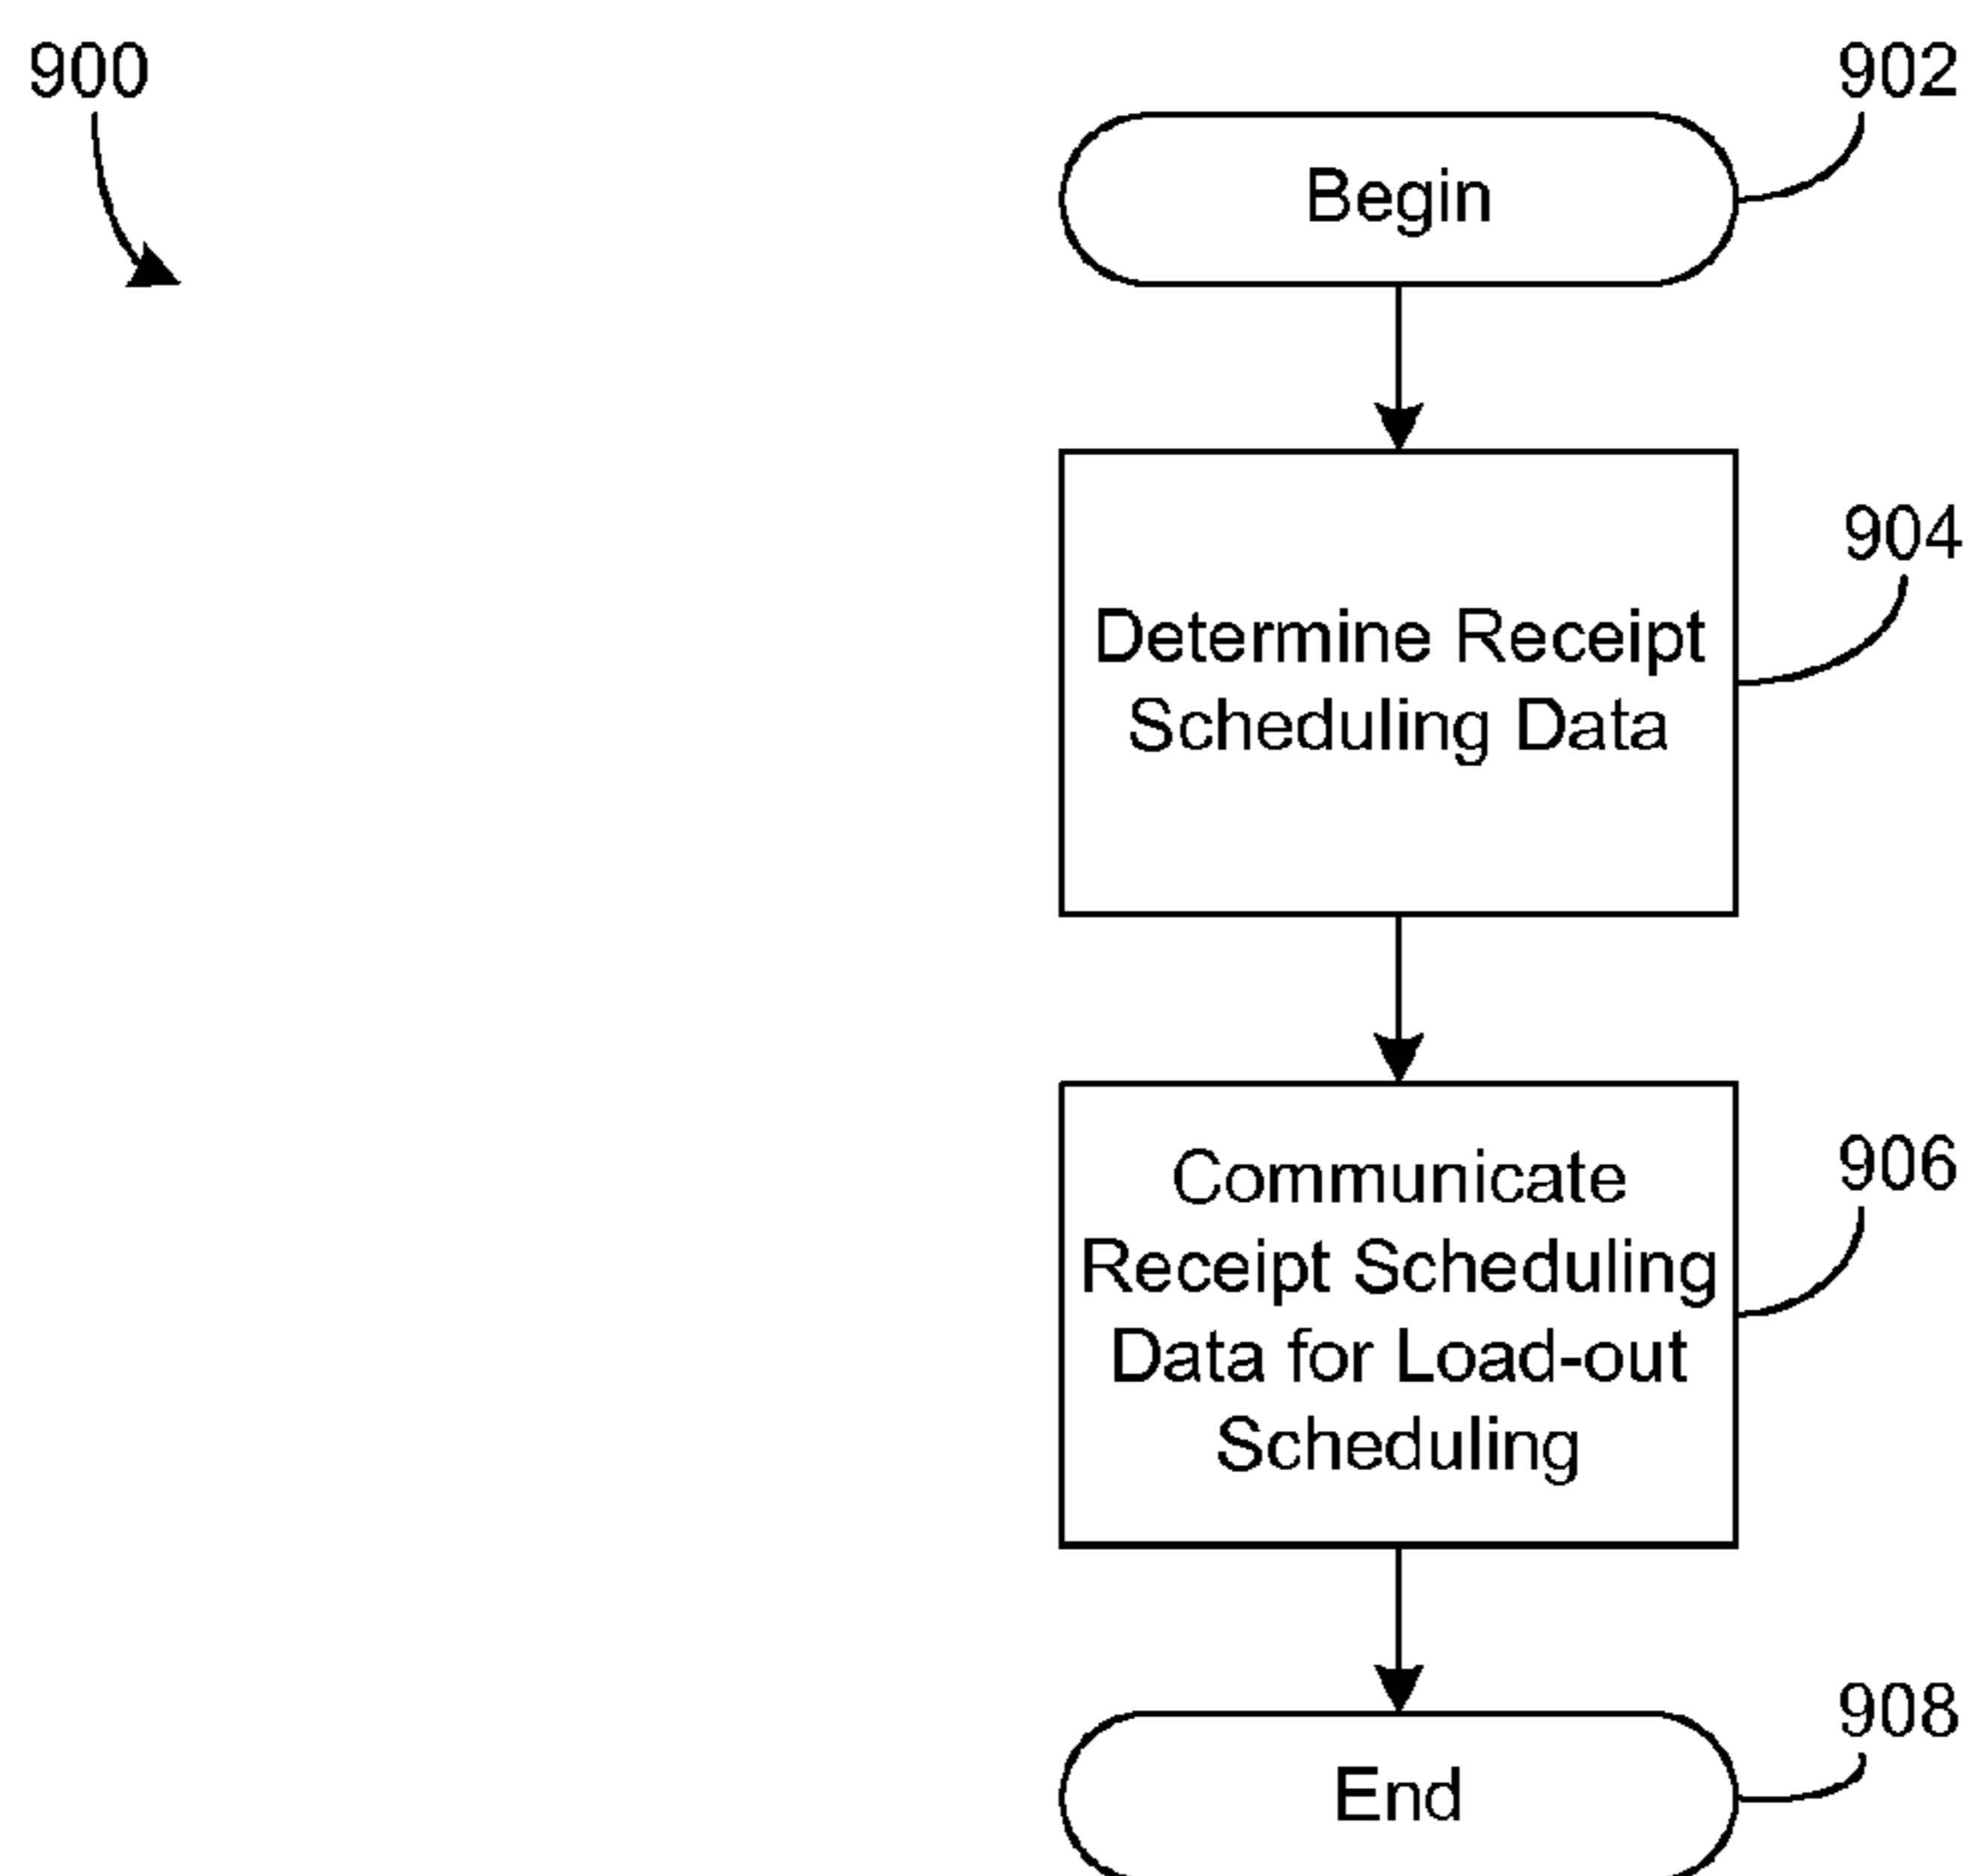 900
902
Begin
904
Determine Receipt
Scheduling Data
906
Communicate
Receipt Scheduling
Data for Load-out
Scheduling
908
End